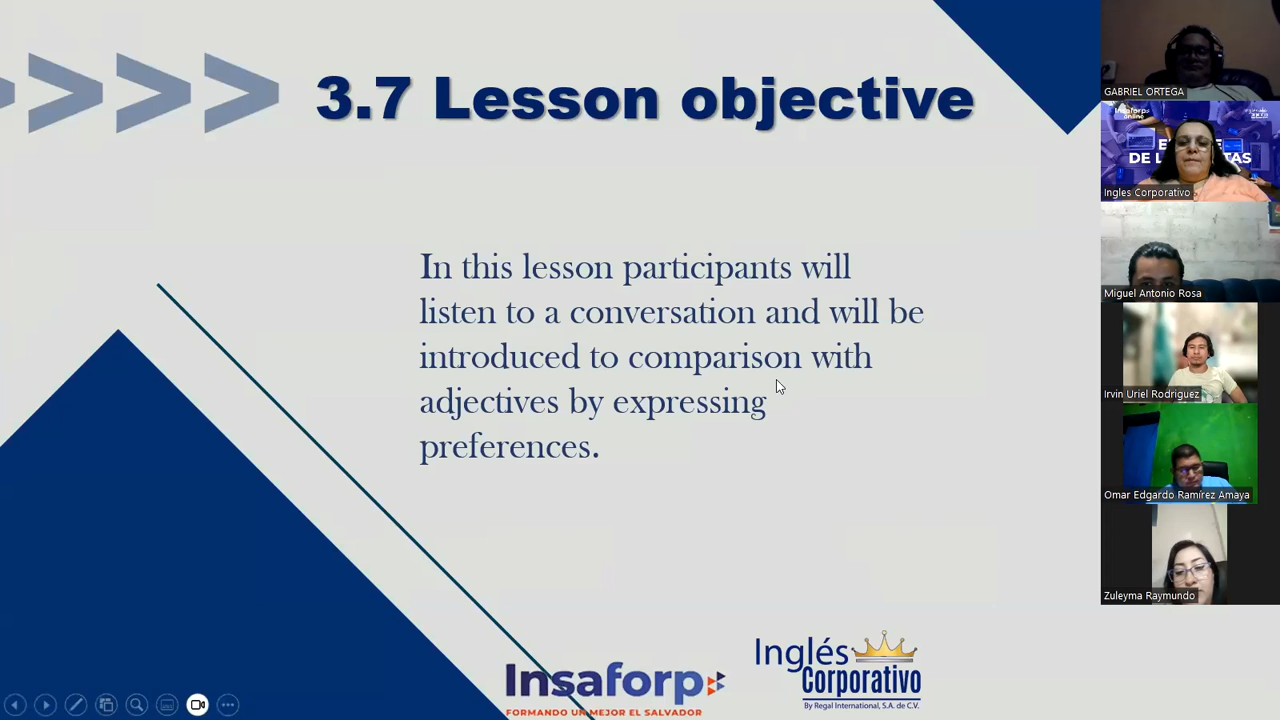 3.7 Lesson objective
In this lesson participants will
listen to a conversation and will be
introduced to comparison with
adjectives by expressing
preferences.
Insaforp
FORMANDO UN MEJOR EL SALVADOR
Inglés
Corporativo
By Regal International, S.A. de C.V.
GABRIEL ORTEGA
Ingles Corporativo
Miguel Antonio Rosa
Irvin Uriel Rodriguez
Omar Edgardo Ramírez Amaya
Zuleyma Raymundo